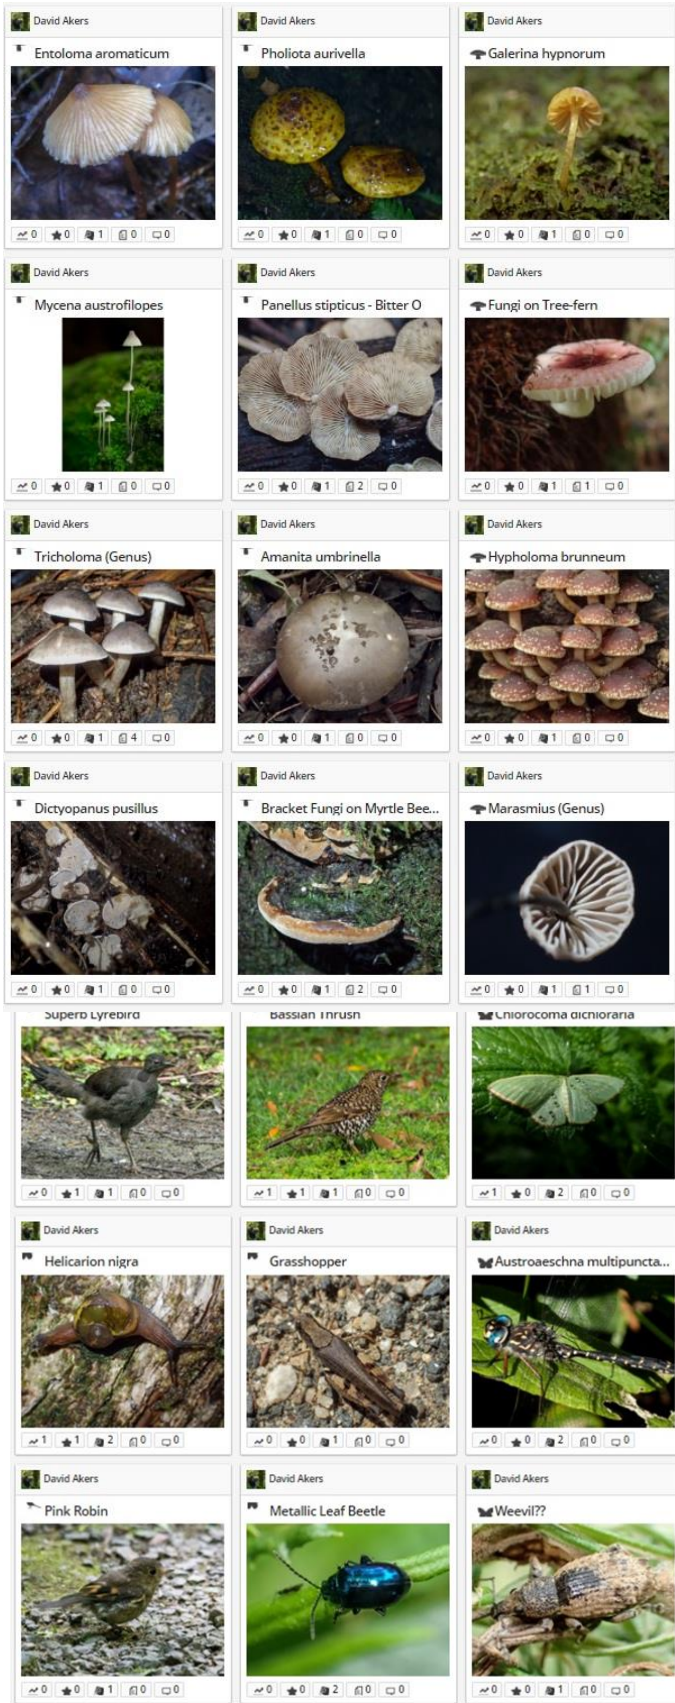 David Akers
David Akers
David Akers
Entoloma aromaticum
Pholiota aurivella
Galerina hypnorum
0 0 1 0 0
0 0 1 0 0
0 0 1 0 0
David Akers
David Akers
David Akers
Mycena austrofilopes
Panellus stipticus - Bitter O
Fungi on Tree-fern
0 0 1 0 0
0 0 1 2 0
0 0 1 1 0
David Akers
David Akers
David Akers
Tricholoma (Genus)
Amanita umbrinella
Hypholoma brunneum
0 0 1 4 0
0 0 1 0 0
0 0 1 0 0
David Akers
David Akers
David Akers
Dictyopanus pusillus
Bracket Fungi on Myrtle Bee...
Marasmius (Genus)
0 0 1 0 0
0 0 1 2 0
0 0 1 1 0
Superb Lyrebird
Bassian Thrush
Chlorocoma dichloraria
0 1 1 0 0
1 1 1 0 0
1 0 2 0 0
David Akers
David Akers
David Akers
Helicarion nigra
Grasshopper
Austroaeschna multipuncta...
1 1 2 0 0
0 0 1 0 0
0 0 2 0 0
David Akers
David Akers
David Akers
Pink Robin
Metallic Leaf Beetle
Weevil??
0 0 1 0 0
0 0 2 0 0
0 0 1 0 0